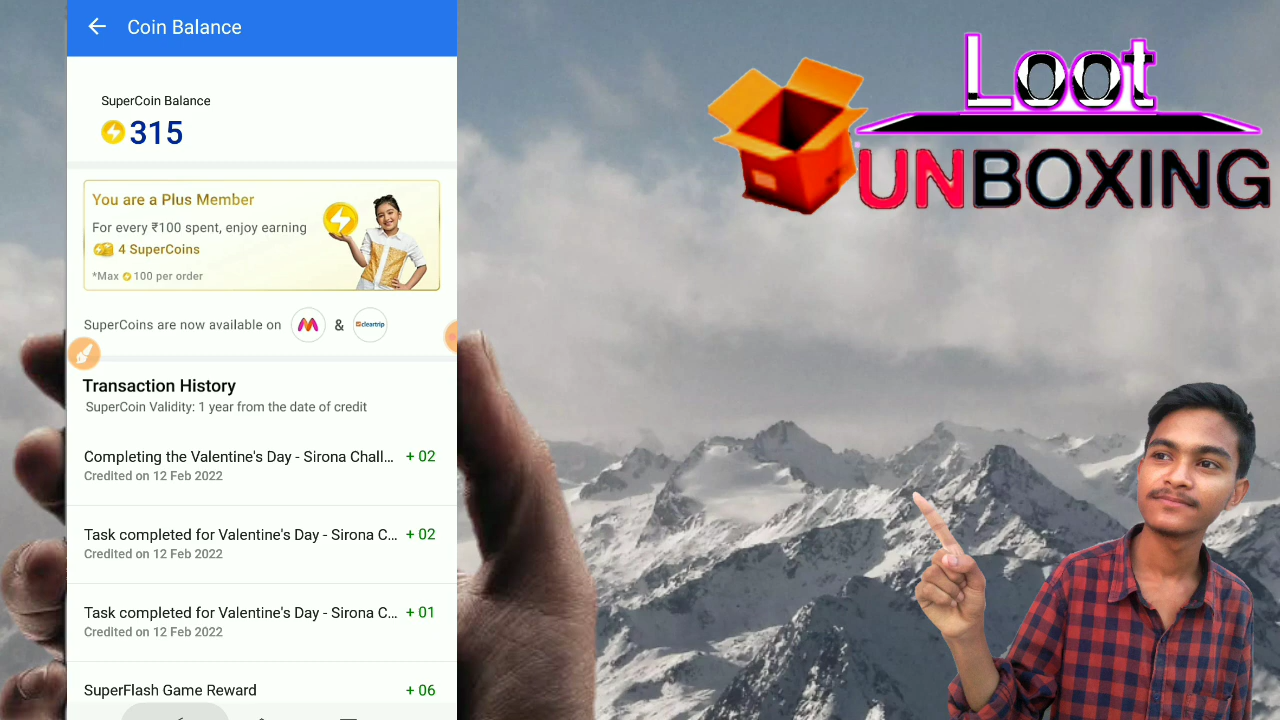 Coin Balance
SuperCoin Balance
315
You are a Plus Member
For every ₹100 spent, enjoy earning
4 SuperCoins
*Max 100 per order
SuperCoins are now available on & cleartrip
Transaction History
SuperCoin Validity: 1 year from the date of credit
Completing the Valentine's Day - Sirona Chall... + 02
Credited on 12 Feb 2022
Task completed for Valentine's Day - Sirona C... + 02
Credited on 12 Feb 2022
Task completed for Valentine's Day - Sirona C... + 01
Credited on 12 Feb 2022
SuperFlash Game Reward + 06
Loot
UNBOXING